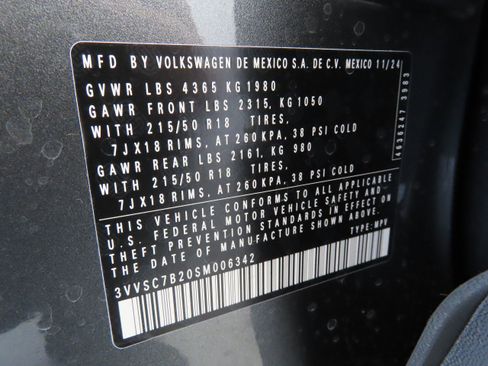 MFD BY VOLKSWAGEN DE MEXICO S.A. DE C.V. MEXICO 11/24
GVWR LBS 4365 KG 1980
GAWR FRONT LBS 2315, KG 1050
WITH 215/50 R18 TIRES,
7JX18 RIMS, AT 260 KPA, 38 PSI COLD
GAWR REAR LBS 2161, KG 980
WITH 215/50 R18 TIRES,
7JX18 RIMS, AT 260KPA, 38 PSI COLD
THIS VEHICLE CONFORMS TO ALL APPLICABLE
U.S. FEDERAL MOTOR VEHICLE SAFETY AND
THEFT PREVENTION STANDARDS IN EFFECT ON
THE DATE OF MANUFACTURE SHOWN ABOVE.
3VVSC7B20SM006342
TYPE: MPV
4636247 3983